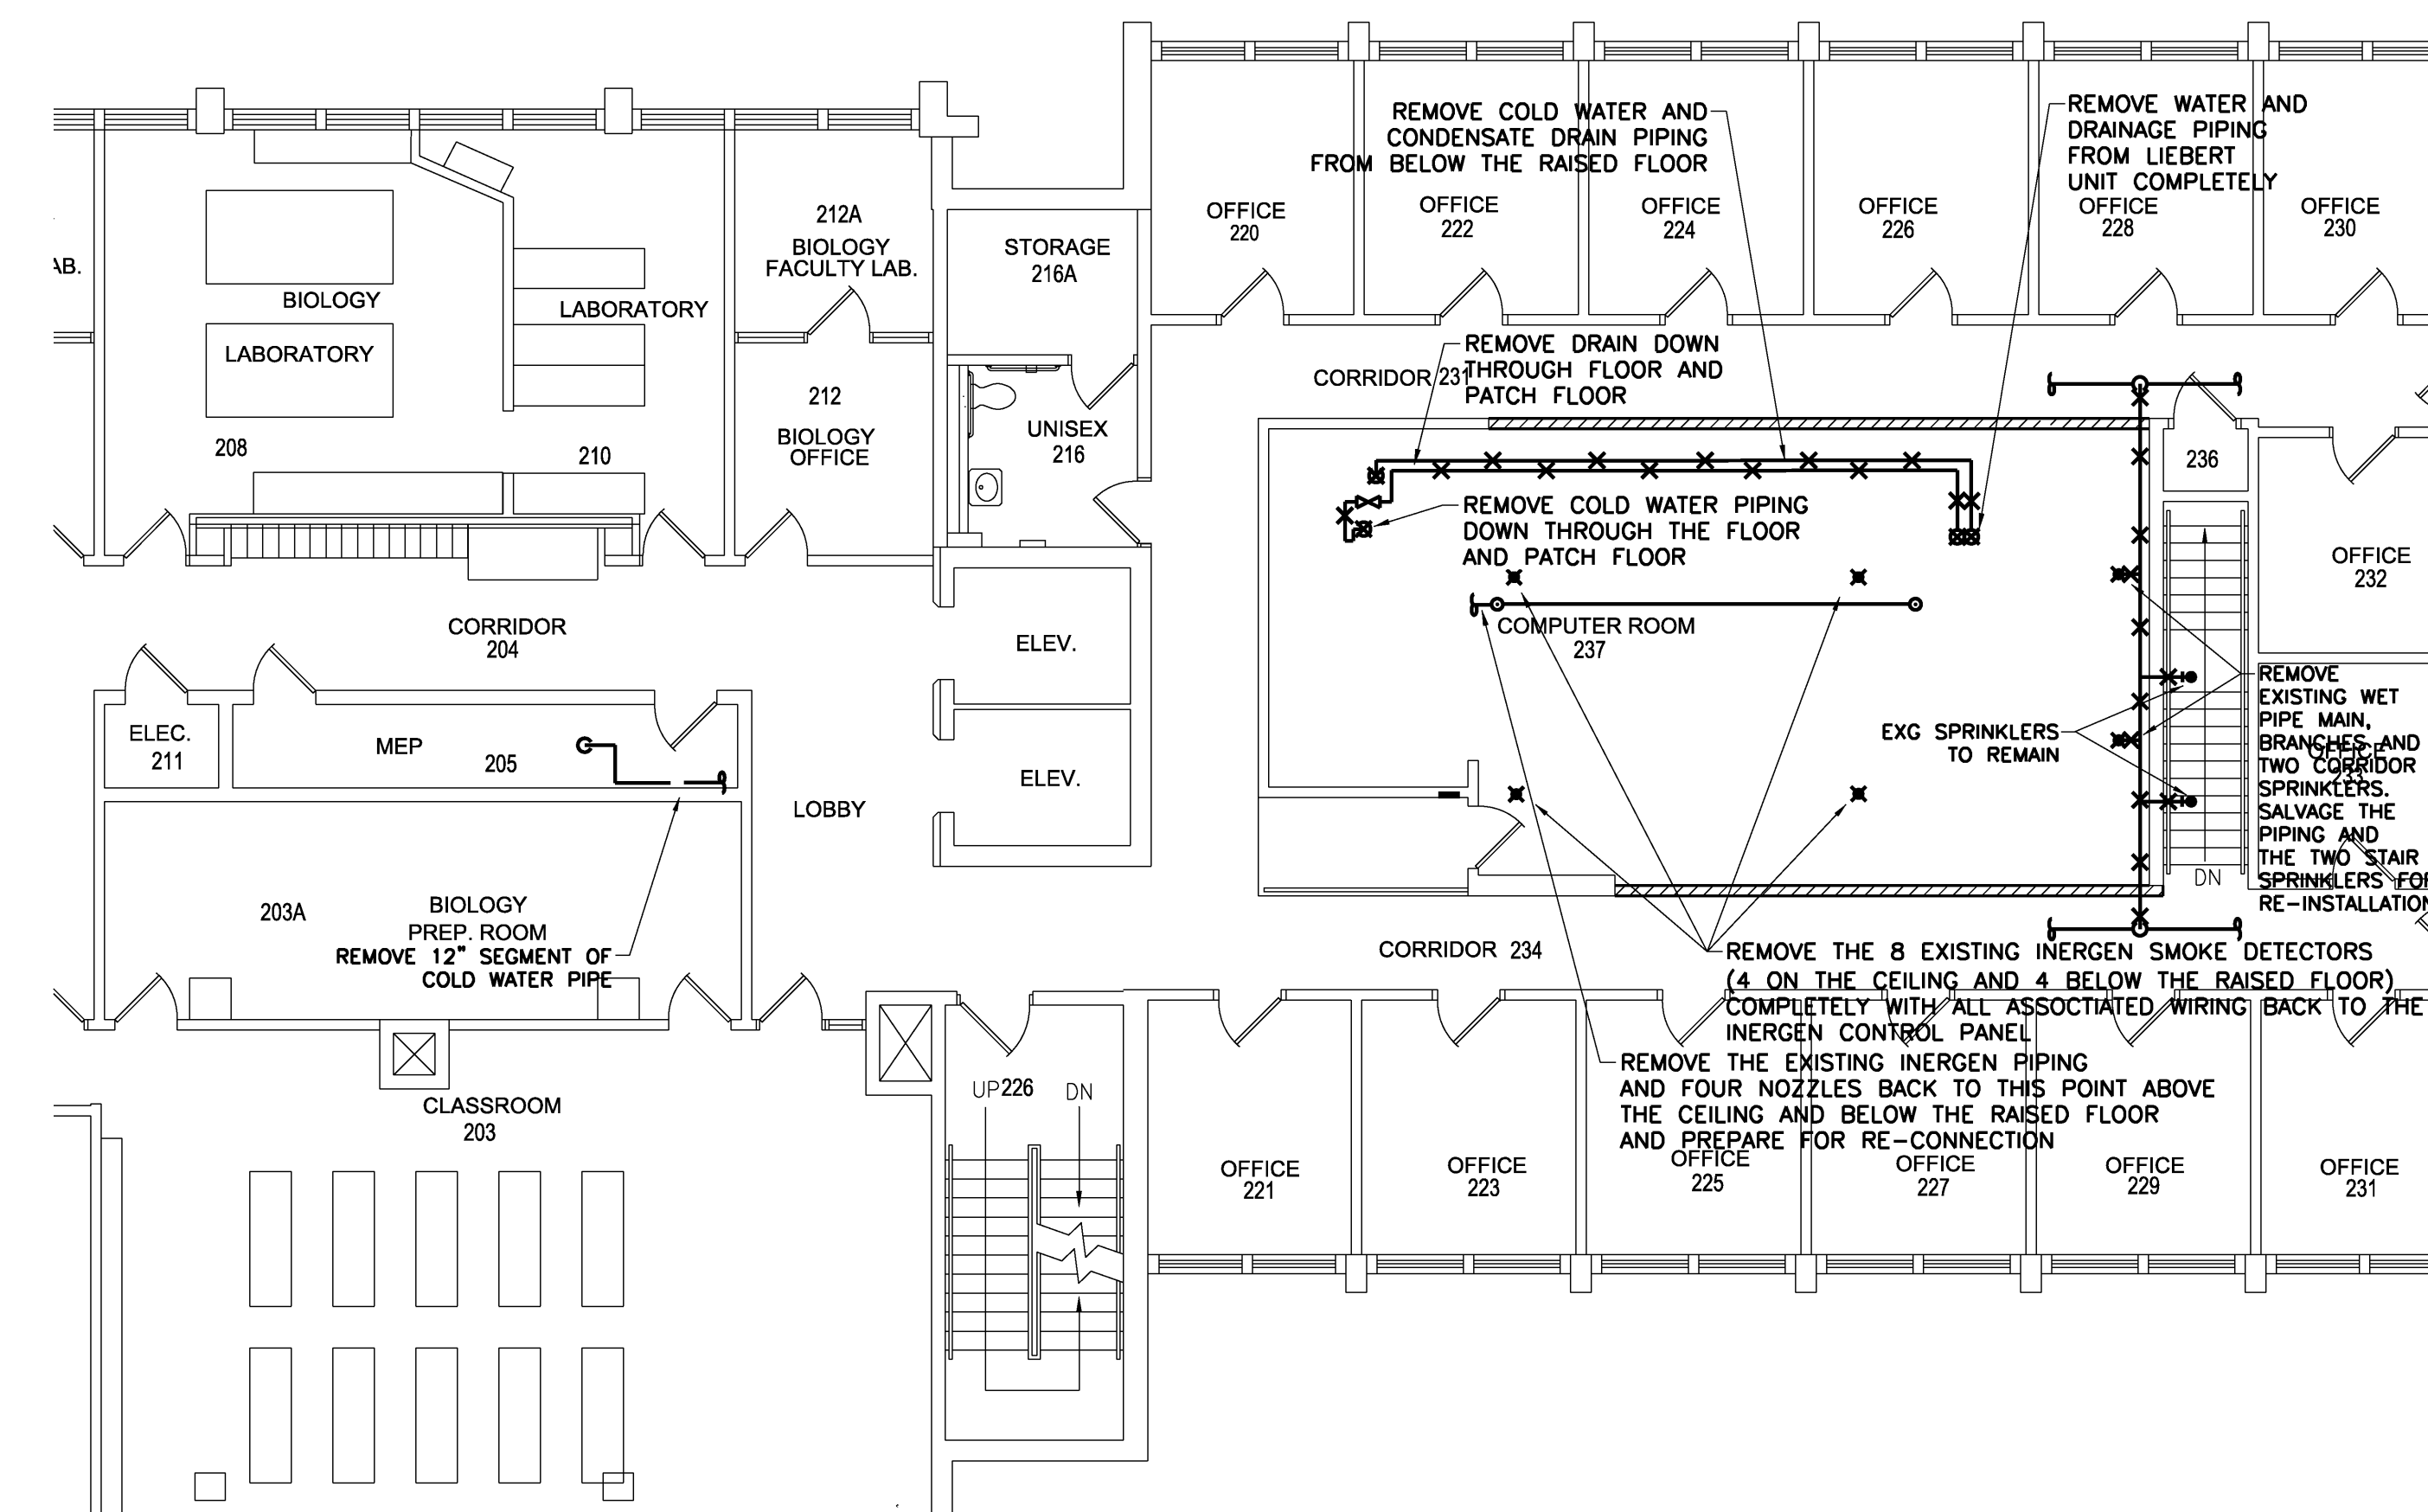 REMOVE COLD WATER AND
CONDENSATE DRAIN PIPING
FROM BELOW THE RAISED FLOOR
REMOVE WATER AND
DRAINAGE PIPING
FROM LIEBERT
UNIT COMPLETELY
OFFICE
220
OFFICE
222
OFFICE
224
OFFICE
226
OFFICE
228
OFFICE
230
212A
BIOLOGY
FACULTY LAB.
STORAGE
216A
AB.
BIOLOGY
LABORATORY
LABORATORY
208
210
212
BIOLOGY
OFFICE
UNISEX
216
CORRIDOR 231
REMOVE DRAIN DOWN
THROUGH FLOOR AND
PATCH FLOOR
236
REMOVE COLD WATER PIPING
DOWN THROUGH THE FLOOR
AND PATCH FLOOR
OFFICE
232
COMPUTER ROOM
237
CORRIDOR
204
ELEV.
ELEV.
ELEC.
211
MEP
205
LOBBY
EXG SPRINKLERS
TO REMAIN
REMOVE
EXISTING WET
PIPE MAIN,
BRANCHES AND
TWO CORRIDOR
SPRINKLERS.
SALVAGE THE
PIPING AND
THE TWO STAIR
SPRINKLERS FOR
RE-INSTALLATION
OFFICE
233
DN
203A
BIOLOGY
PREP. ROOM
REMOVE 12" SEGMENT OF
COLD WATER PIPE
CORRIDOR 234
REMOVE THE 8 EXISTING INERGEN SMOKE DETECTORS
(4 ON THE CEILING AND 4 BELOW THE RAISED FLOOR)
COMPLETELY WITH ALL ASSOCTIATED WIRING BACK TO THE
INERGEN CONTROL PANEL
REMOVE THE EXISTING INERGEN PIPING
AND FOUR NOZZLES BACK TO THIS POINT ABOVE
THE CEILING AND BELOW THE RAISED FLOOR
AND PREPARE FOR RE-CONNECTION
UP 226 DN
CLASSROOM
203
OFFICE
221
OFFICE
223
OFFICE
225
OFFICE
227
OFFICE
229
OFFICE
231